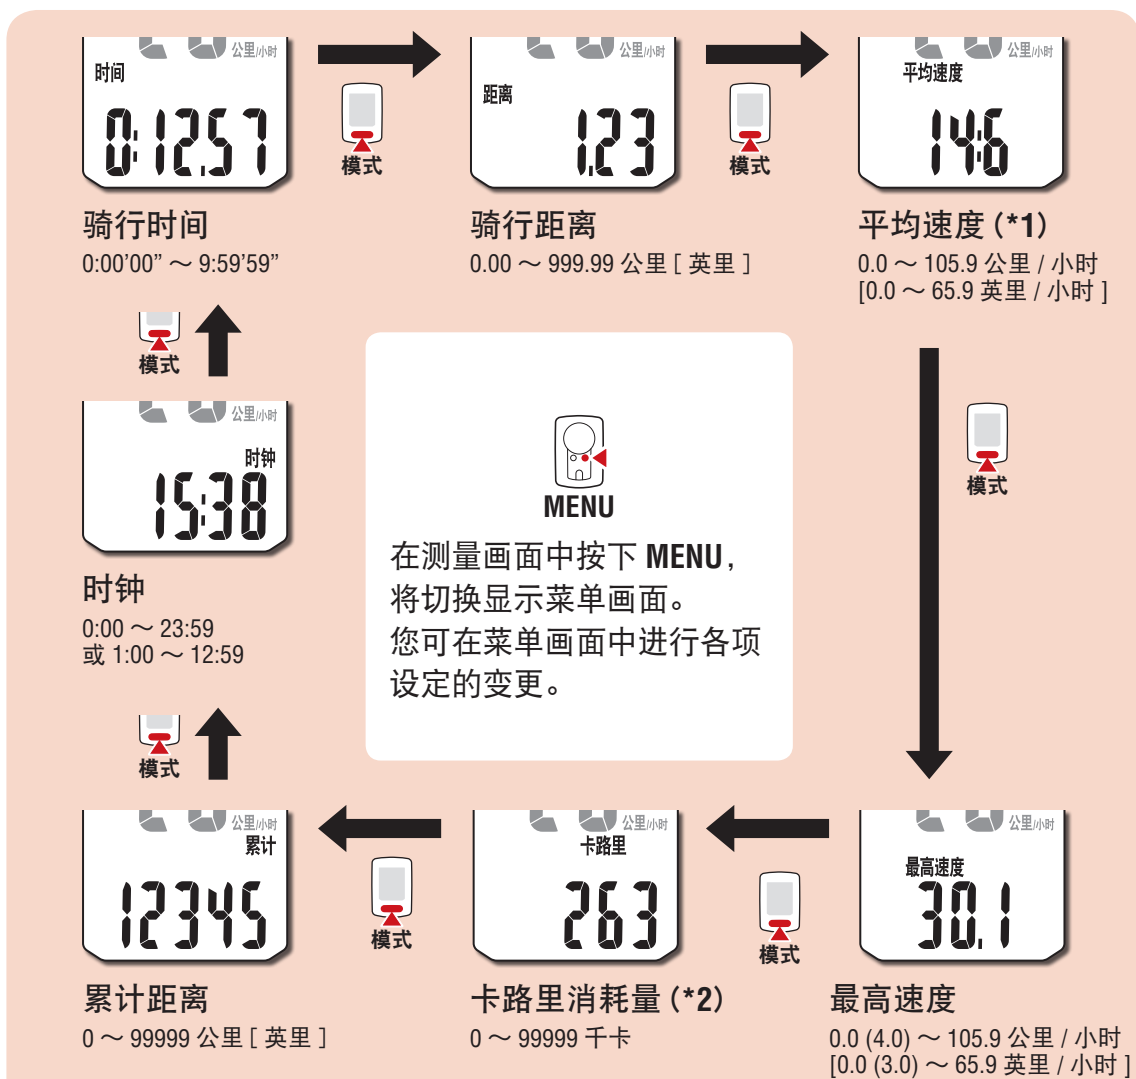 公里/小时
时间
0:12.57
模式
骑行时间
0:00'00” ～ 9:59'59”
公里/小时
距离
1.23
模式
骑行距离
0.00 ～ 999.99 公里 [ 英里 ]
公里/小时
平均速度
14:6
平均速度 (*1)
0.0 ～ 105.9 公里 / 小时
[0.0 ～ 65.9 英里 / 小时 ]
模式
模式
公里/小时
时钟
15:38
时钟
0:00 ～ 23:59
或 1:00 ～ 12:59
模式
MENU
在测量画面中按下 MENU，
将切换显示菜单画面。
您可在菜单画面中进行各项
设定的变更。
公里/小时
累计
12345
累计距离
0 ～ 99999 公里 [ 英里 ]
模式
公里/小时
卡路里
263
卡路里消耗量 (*2)
0 ～ 99999 千卡
模式
公里/小时
最高速度
30.1
最高速度
0.0 (4.0) ～ 105.9 公里 / 小时
[0.0 (3.0) ～ 65.9 英里 / 小时 ]